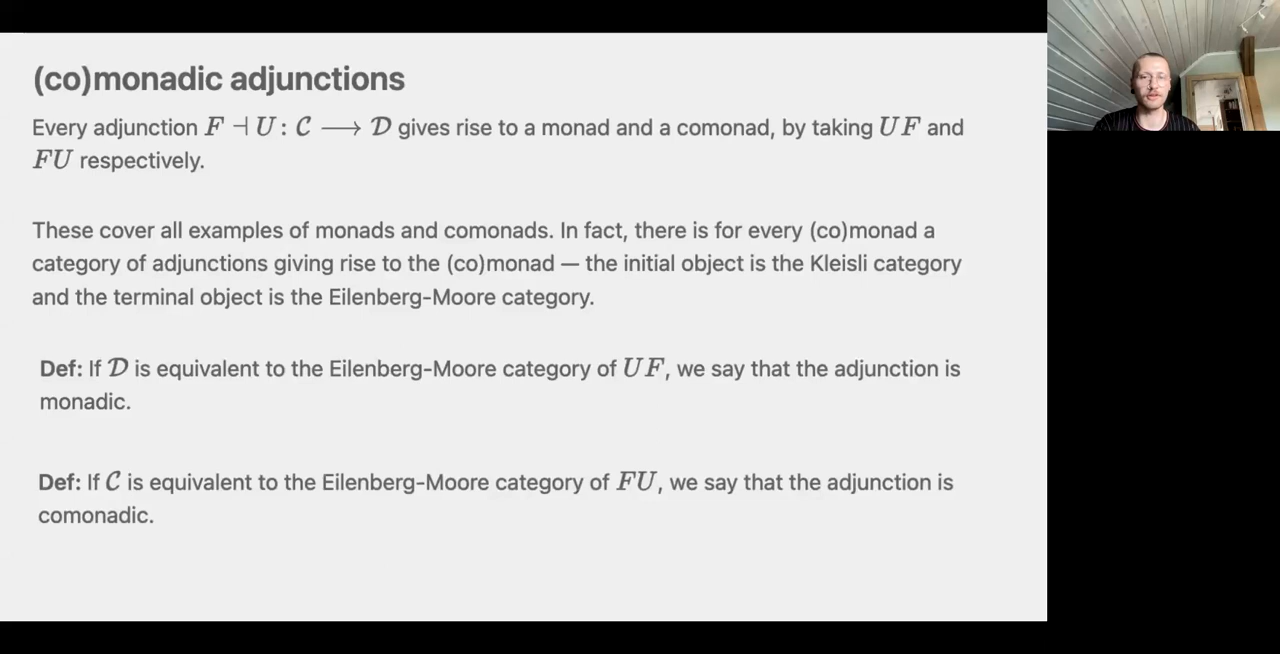 (co)monadic adjunctions
Every adjunction F ⊣ U : 𝒞 ⟶ 𝒟 gives rise to a monad and a comonad, by taking UF and
FU respectively.
These cover all examples of monads and comonads. In fact, there is for every (co)monad a
category of adjunctions giving rise to the (co)monad — the initial object is the Kleisli category
and the terminal object is the Eilenberg-Moore category.
Def: If 𝒟 is equivalent to the Eilenberg-Moore category of UF, we say that the adjunction is
monadic.
Def: If 𝒞 is equivalent to the Eilenberg-Moore category of FU, we say that the adjunction is
comonadic.